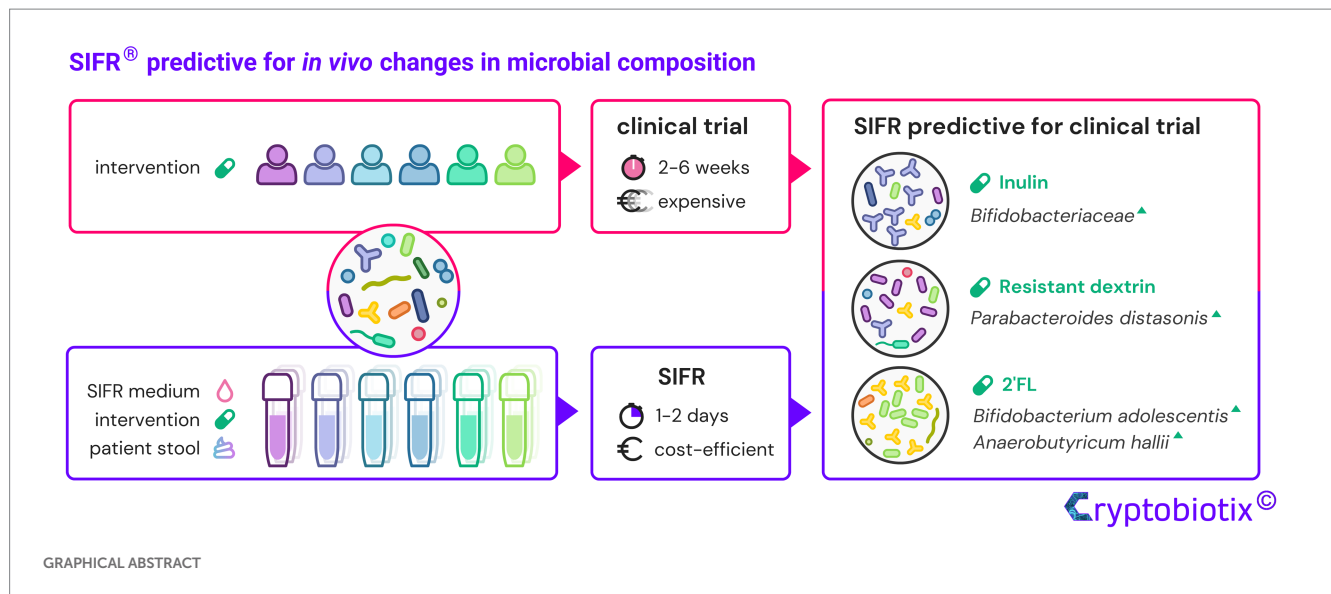 SIFR® predictive for in vivo changes in microbial composition
intervention
clinical trial
2-6 weeks
expensive
SIFR medium
intervention
patient stool
SIFR
1-2 days
cost-efficient
SIFR predictive for clinical trial
Inulin
Bifidobacteriaceae
Resistant dextrin
Parabacteroides distasonis
2'FL
Bifidobacterium adolescentis
Anaerobutyricum hallii
Cryptobiotix©
GRAPHICAL ABSTRACT